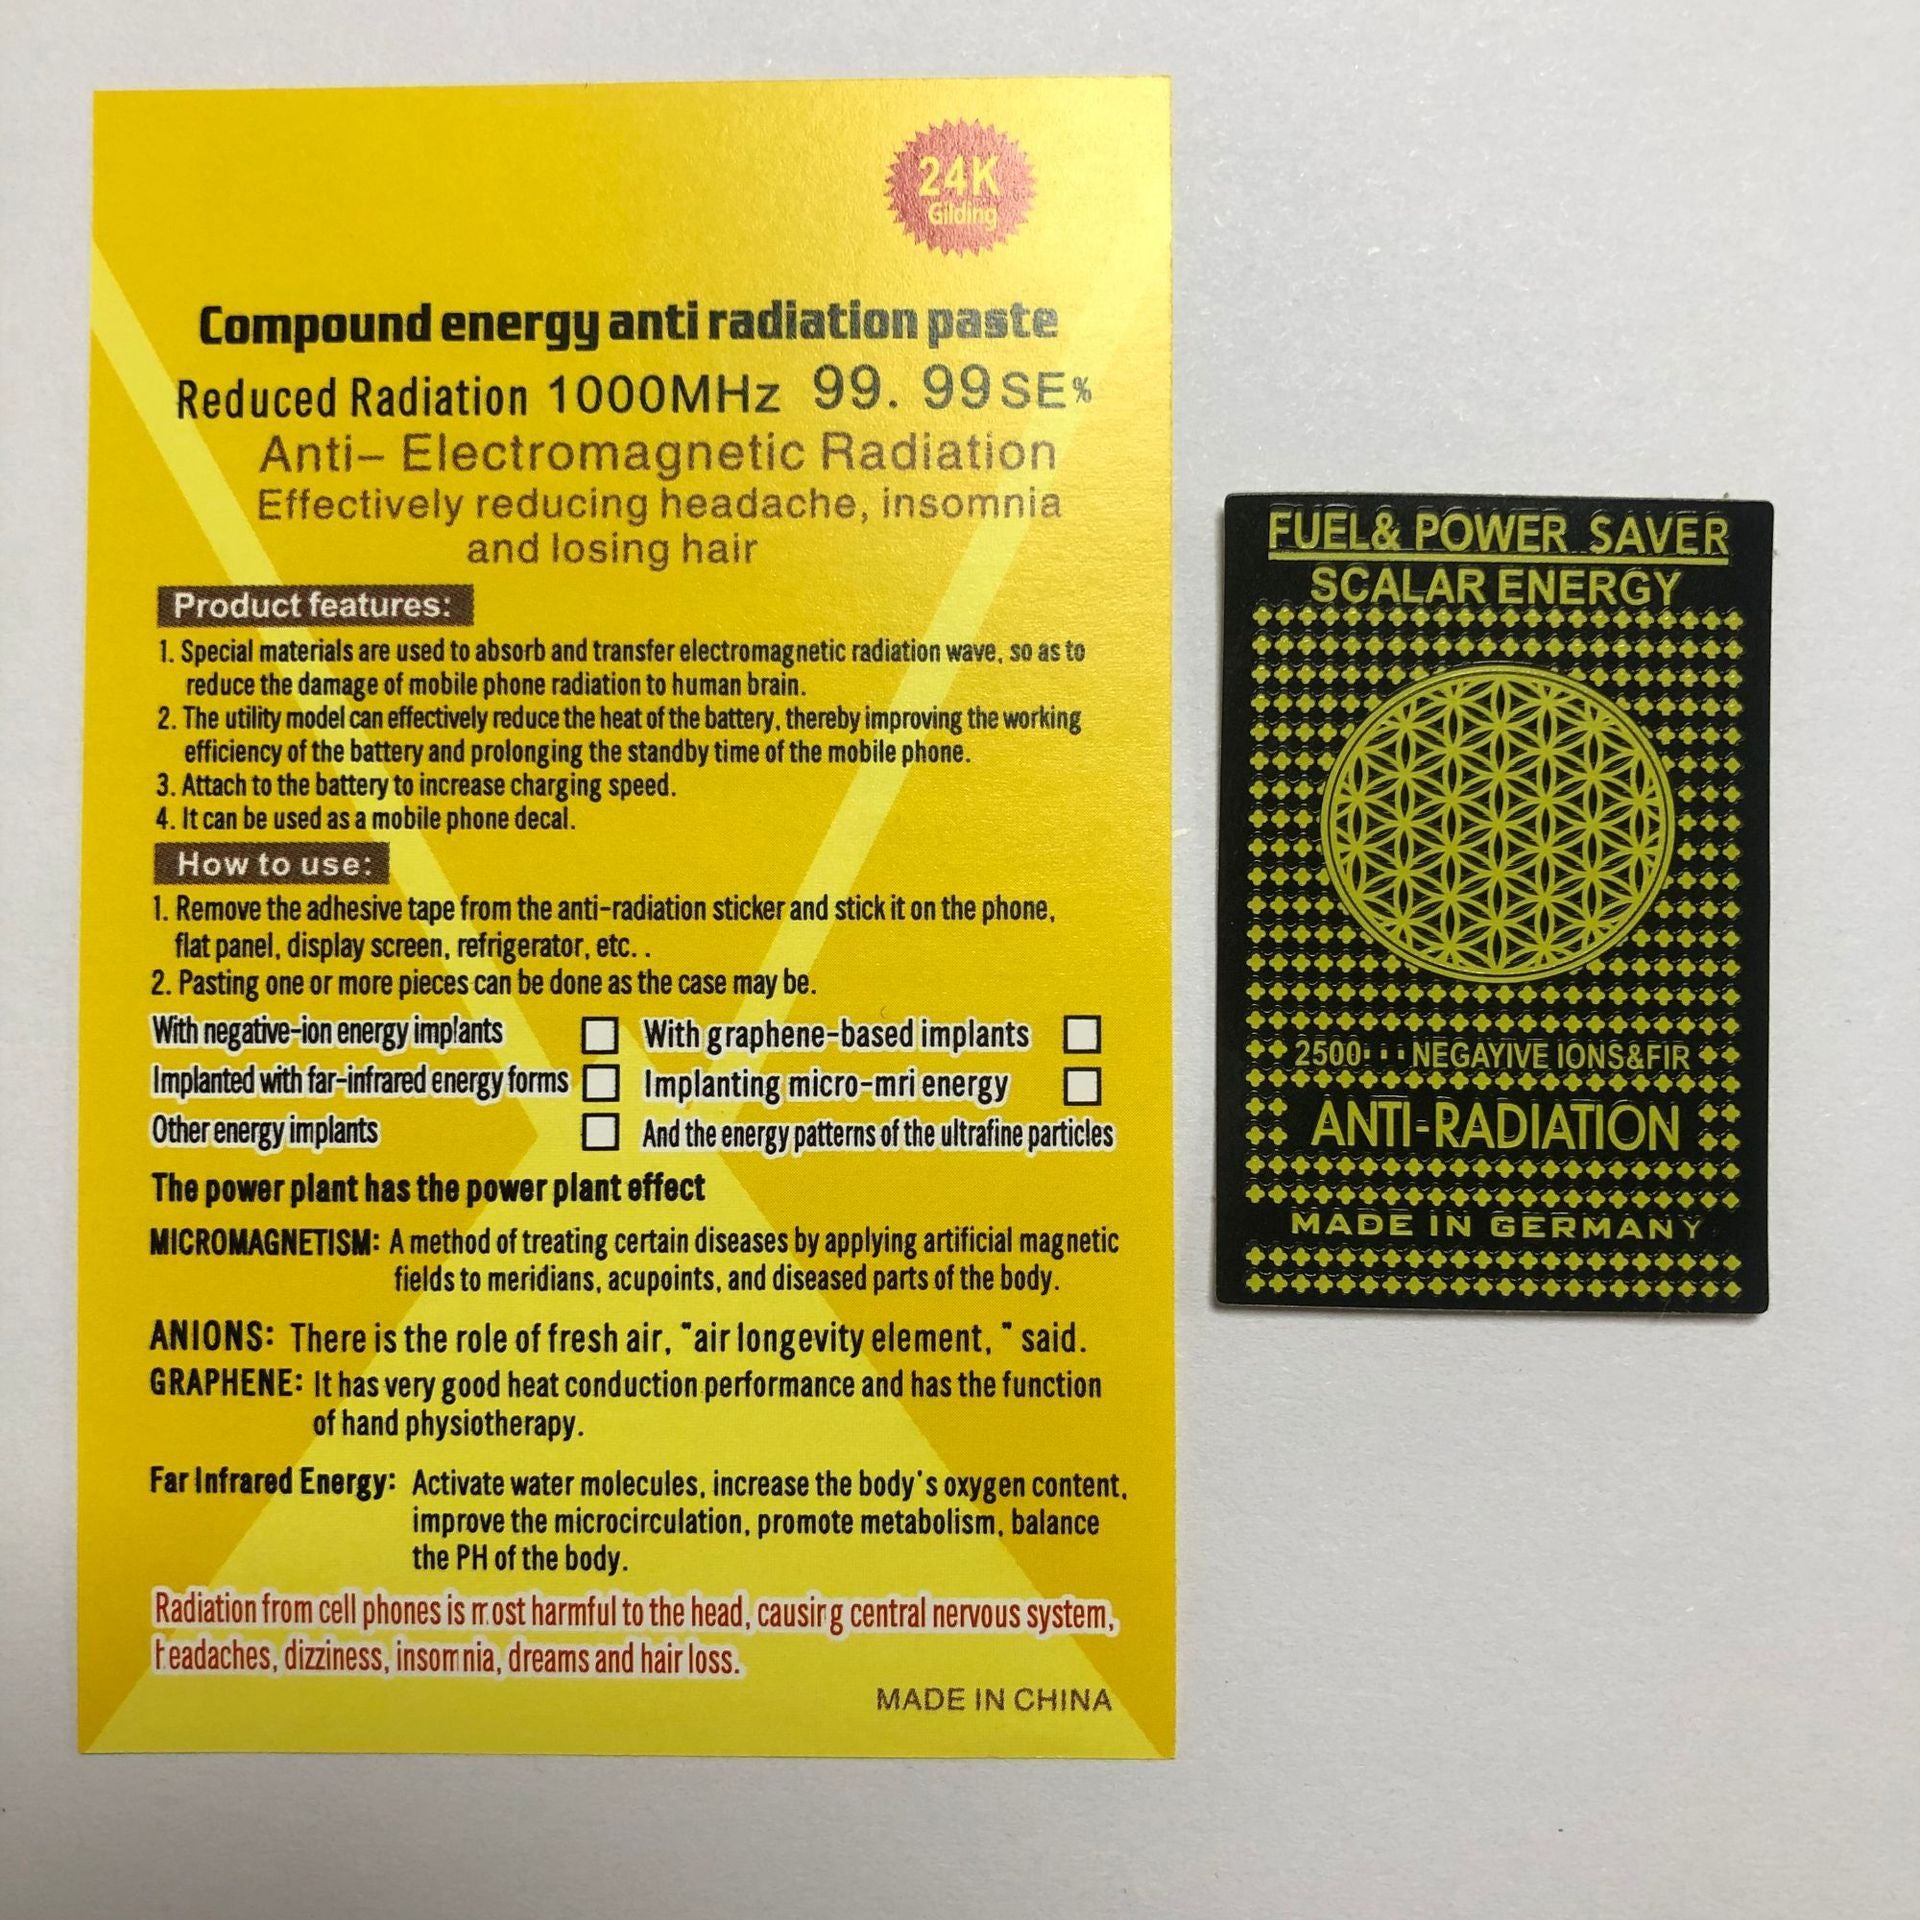 24K
Gilding
Compound energy anti radiation paste
Reduced Radiation 1000MHz 99. 99SE%
Anti- Electromagnetic Radiation
Effectively reducing headache, insomnia
and losing hair
Product features:
1. Special materials are used to absorb and transfer electromagnetic radiation wave, so as to
reduce the damage of mobile phone radiation to human brain.
2. The utility model can effectively reduce the heat of the battery, thereby improving the working
efficiency of the battery and prolonging the standby time of the mobile phone.
3. Attach to the battery to increase charging speed.
4. It can be used as a mobile phone decal.
How to use:
1. Remove the adhesive tape from the anti-radiation sticker and stick it on the phone,
flat panel, display screen, refrigerator, etc. .
2. Pasting one or more pieces can be done as the case may be.
With negative-ion energy implants □ With graphene-based implants □
Implanted with far-infrared energy forms □ Implanting micro-mri energy □
Other energy implants □ And the energy patterns of the ultrafine particles
The power plant has the power plant effect
MICROMAGNETISM: A method of treating certain diseases by applying artificial magnetic
fields to meridians, acupoints, and diseased parts of the body.
ANIONS: There is the role of fresh air, "air longevity element, " said.
GRAPHENE: It has very good heat conduction performance and has the function
of hand physiotherapy.
Far Infrared Energy: Activate water molecules, increase the body's oxygen content,
improve the microcirculation, promote metabolism, balance
the PH of the body.
Radiation from cell phones is most harmful to the head, causing central nervous system,
headaches, dizziness, insomnia, dreams and hair loss.
MADE IN CHINA
FUEL& POWER SAVER
SCALAR ENERGY
2500··· NEGAYIVE IONS&FIR
ANTI-RADIATION
MADE IN GERMANY